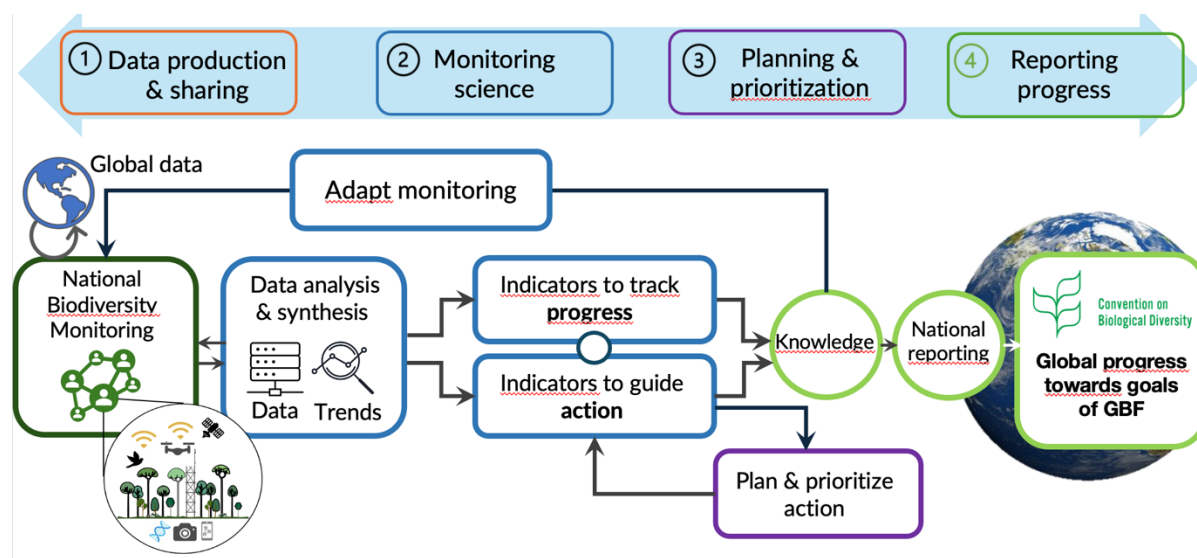 1 Data production
& sharing
2 Monitoring
science
3 Planning &
prioritization
4 Reporting
progress
Global data
Adapt monitoring
National
Biodiversity
Monitoring
Data analysis
& synthesis
Data
Trends
Indicators to track
progress
Indicators to guide
action
Knowledge
National
reporting
Convention on
Biological Diversity
Global progress
towards goals
of GBF
Plan & prioritize
action